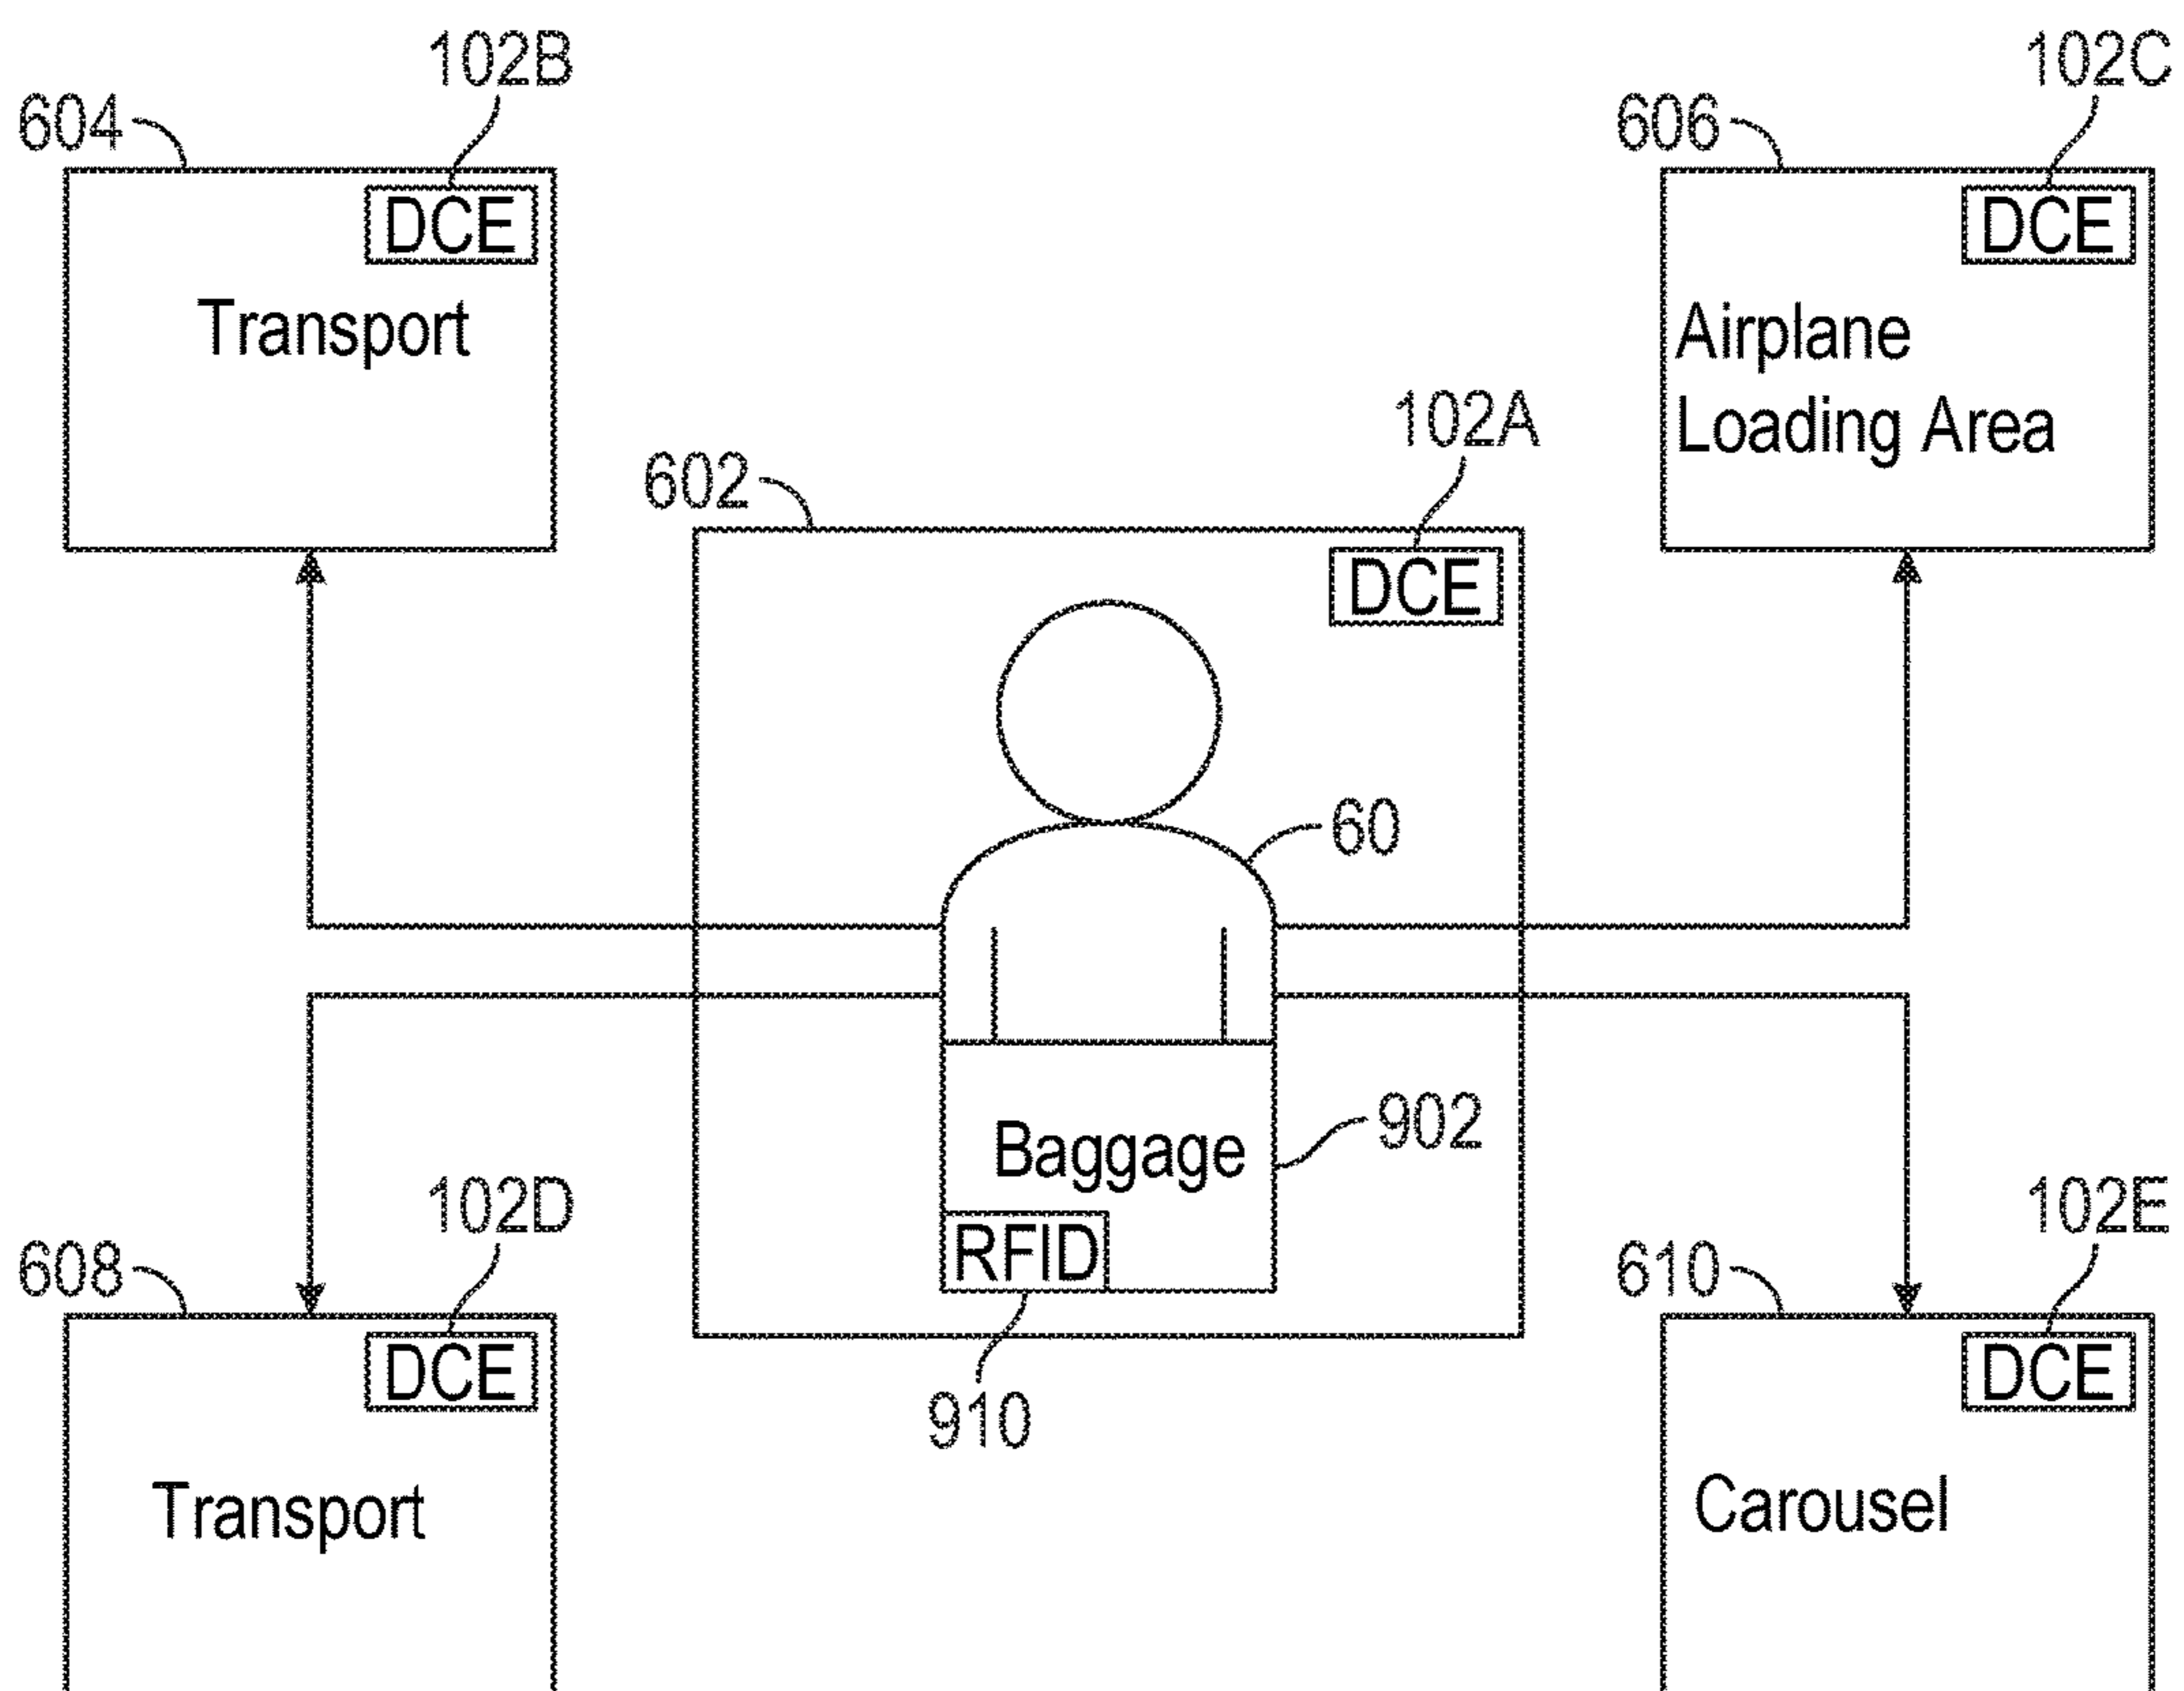 102B
604
DCE
Transport
102C
606
DCE
Airplane
Loading Area
102A
602
DCE
60
Baggage
902
RFID
910
102D
608
DCE
Transport
102E
610
DCE
Carousel